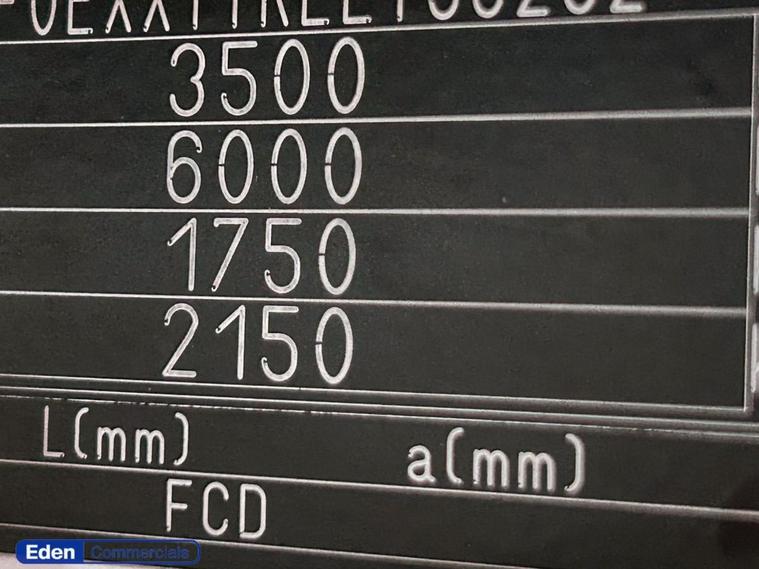 3500
6000
1750
2150
L(mm) a(mm)
FCD
Eden Commercials